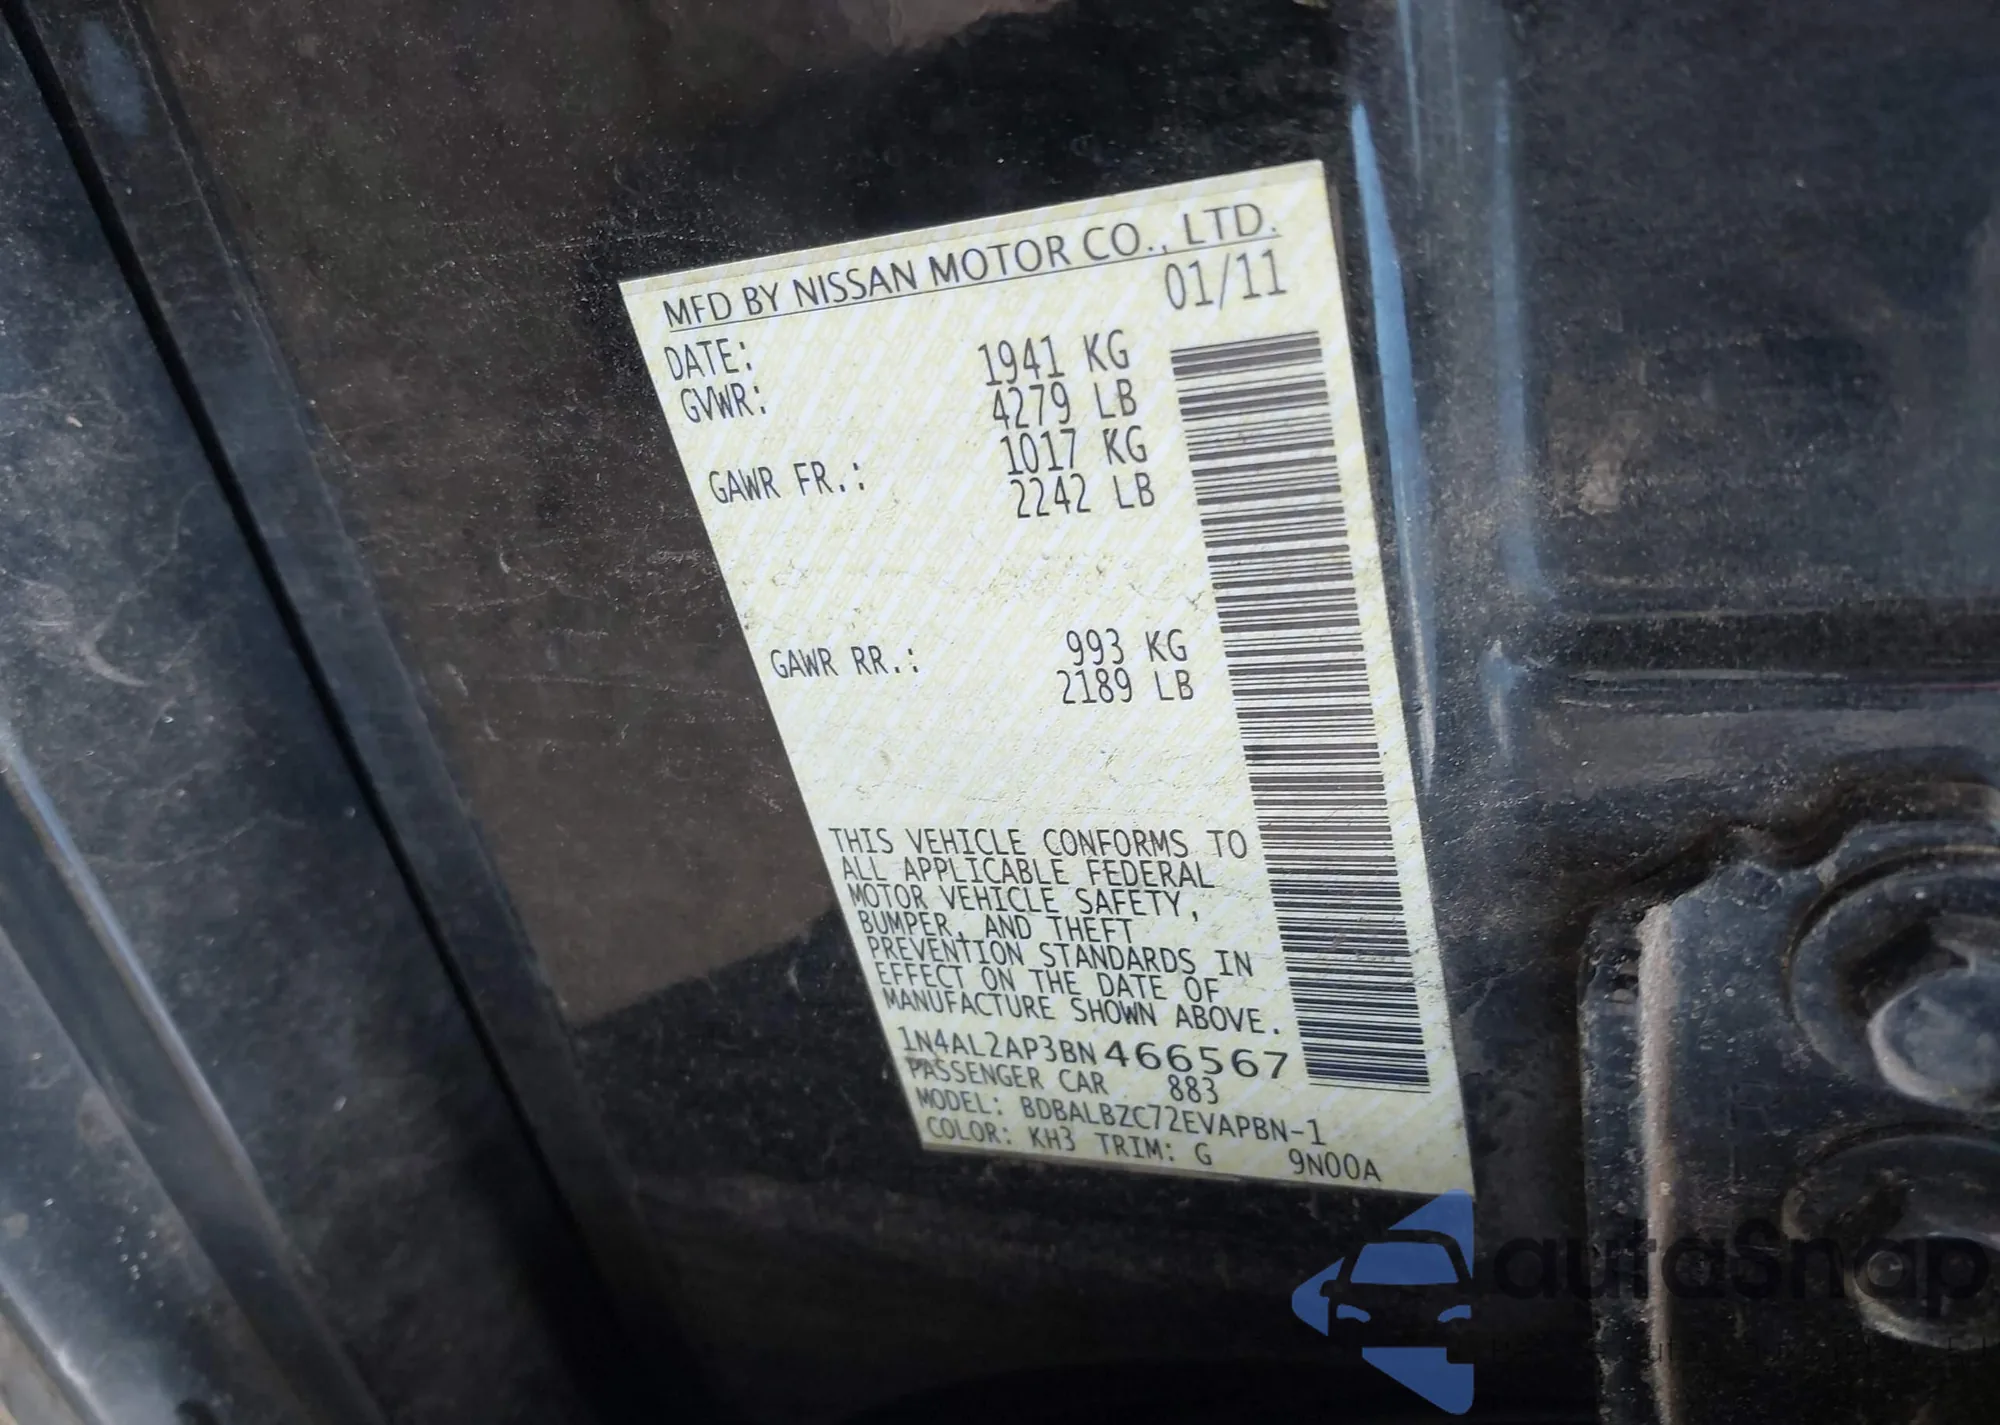 MFD BY NISSAN MOTOR CO., LTD.
DATE: 01/11
GVWR: 1941 KG
4279 LB
GAWR FR.: 1017 KG
2242 LB
GAWR RR.: 993 KG
2189 LB
THIS VEHICLE CONFORMS TO
ALL APPLICABLE FEDERAL
MOTOR VEHICLE SAFETY,
BUMPER, AND THEFT
PREVENTION STANDARDS IN
EFFECT ON THE DATE OF
MANUFACTURE SHOWN ABOVE.
1N4AL2AP3BN466567
PASSENGER CAR 883
MODEL: BDBALBZC72EVAPBN-1
COLOR: KH3 TRIM: G 9N00A
autaSnap